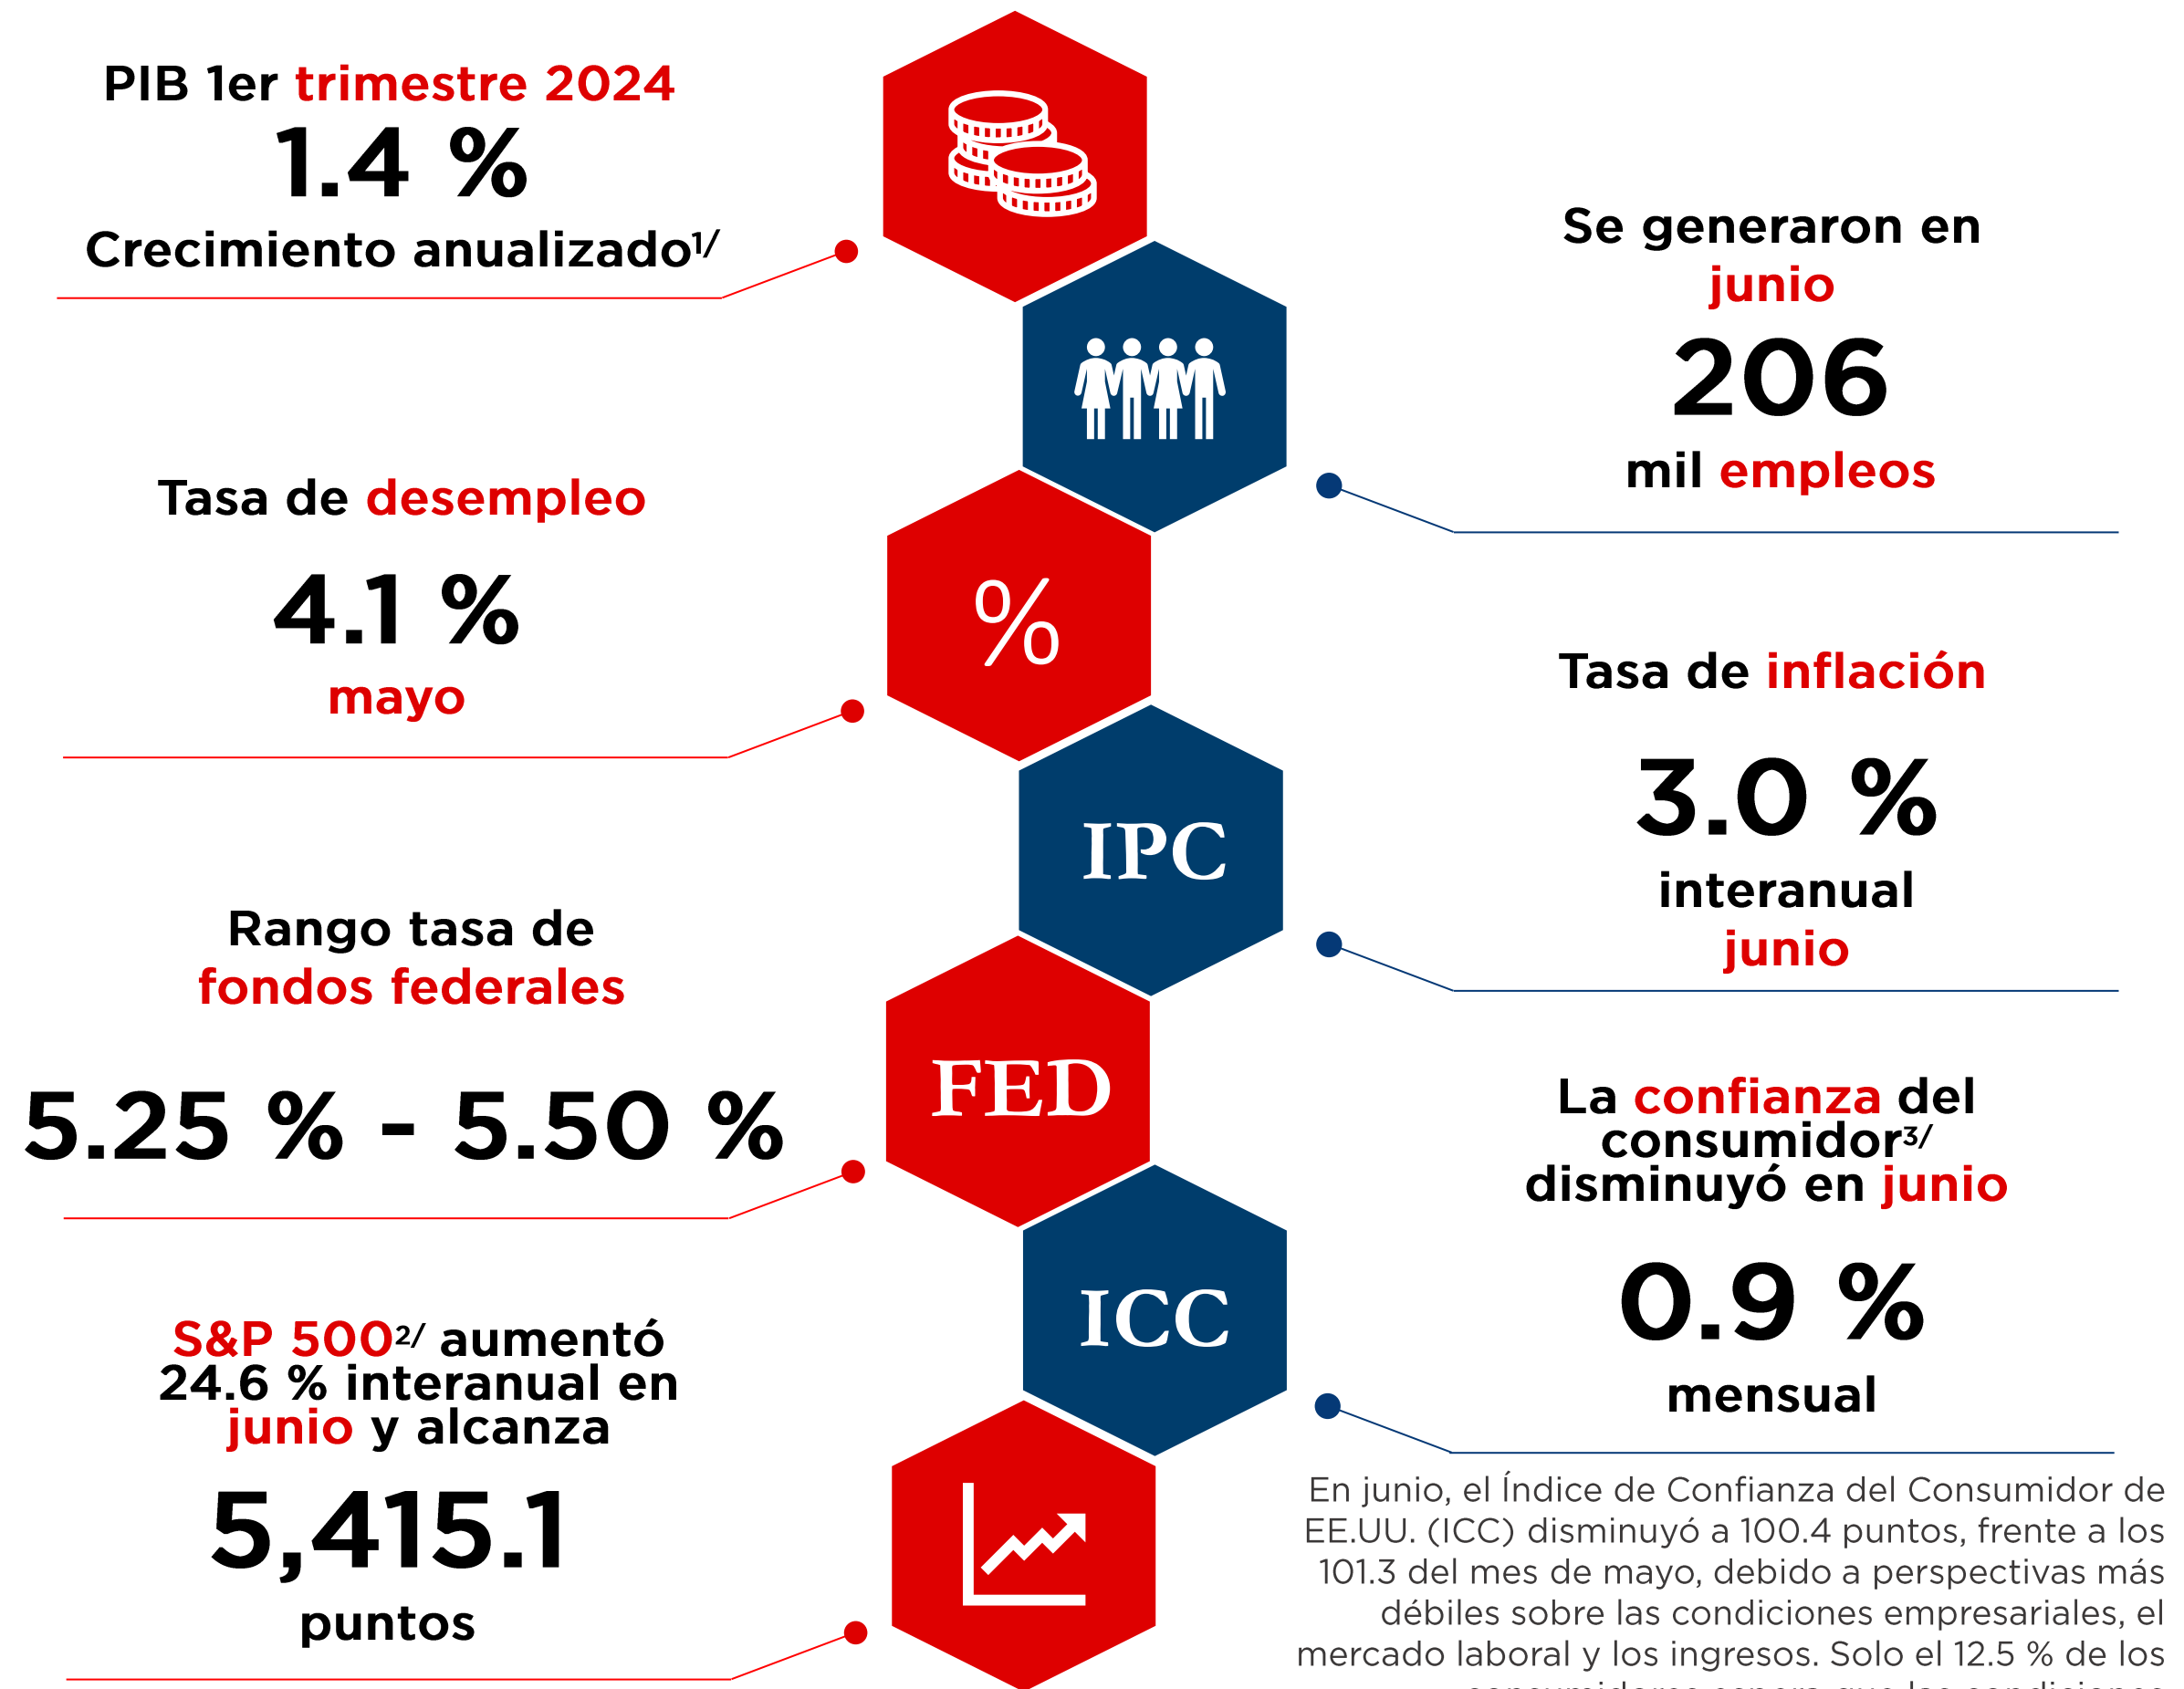 PIB 1er trimestre 2024
1.4 %
Crecimiento anualizado1/
Se generaron en
junio
206
mil empleos
Tasa de desempleo
4.1 %
mayo
%
Tasa de inflación
3.0 %
interanual
junio
IPC
Rango tasa de
fondos federales
5.25 % - 5.50 %
FED
La confianza del
consumidor3/
disminuyó en junio
0.9 %
mensual
ICC
S&P 5002/ aumentó
24.6 % interanual en
junio y alcanza
5,415.1
puntos
En junio, el Índice de Confianza del Consumidor de
EE.UU. (ICC) disminuyó a 100.4 puntos, frente a los
101.3 del mes de mayo, debido a perspectivas más
débiles sobre las condiciones empresariales, el
mercado laboral y los ingresos. Solo el 12.5 % de los
consumidores espera que las condiciones